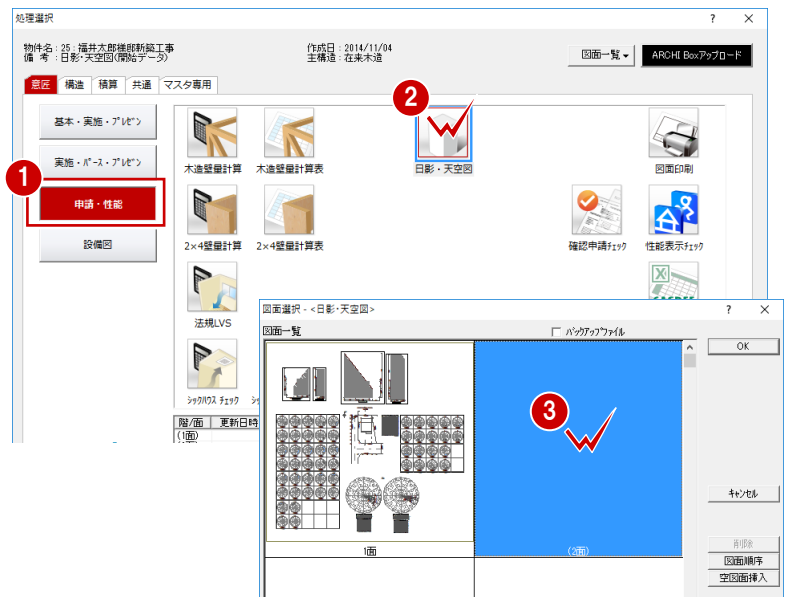 処理選択
? ×
物件名:25:福井太郎様邸新築工事
備 考:日影・天空図(開始データ)
作成日:2014/11/04
主構造:在来木造
図面一覧
ARCHI Boxアップロード
意匠 構造 積算 共通 マスタ専用
基本・実施・プレゼン
実施・パース・プレゼン
1
申請・性能
設備図
2
木造壁量計算
木造壁量計算表
日影・天空図
図面印刷
2×4壁量計算
2×4壁量計算表
確認申請チェック
性能表示チェック
法規LVS
シックハウス チェック
階/面 更新日時
(1面)
図面選択 - <日影・天空図>
? ×
図面一覧
バックアップファイル
OK
3
キャンセル
削除
図面順序
空図面挿入
1面
(2面)